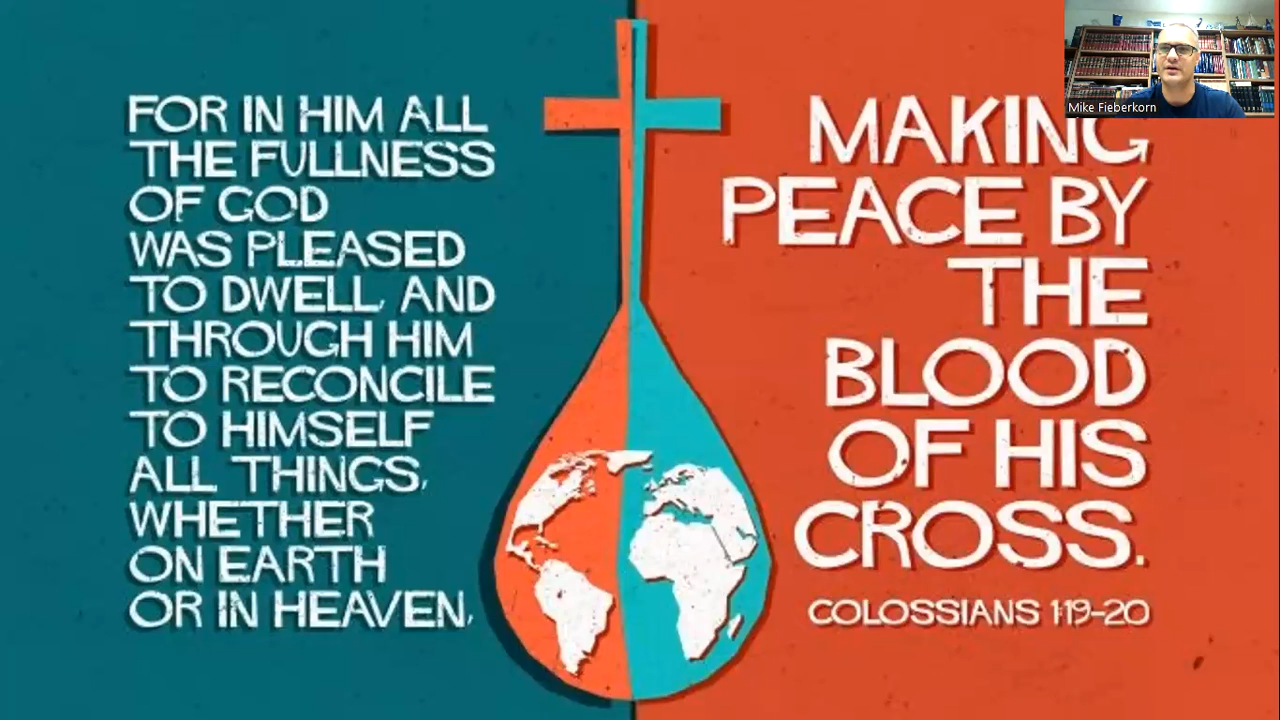 FOR IN HIM ALL
THE FULLNESS
OF GOD
WAS PLEASED
TO DWELL, AND
THROUGH HIM
TO RECONCILE
TO HIMSELF
ALL THINGS,
WHETHER
ON EARTH
OR IN HEAVEN,
MAKING
PEACE BY
THE
BLOOD
OF HIS
CROSS.
COLOSSIANS 1:19-20
Mike Fieberkorn